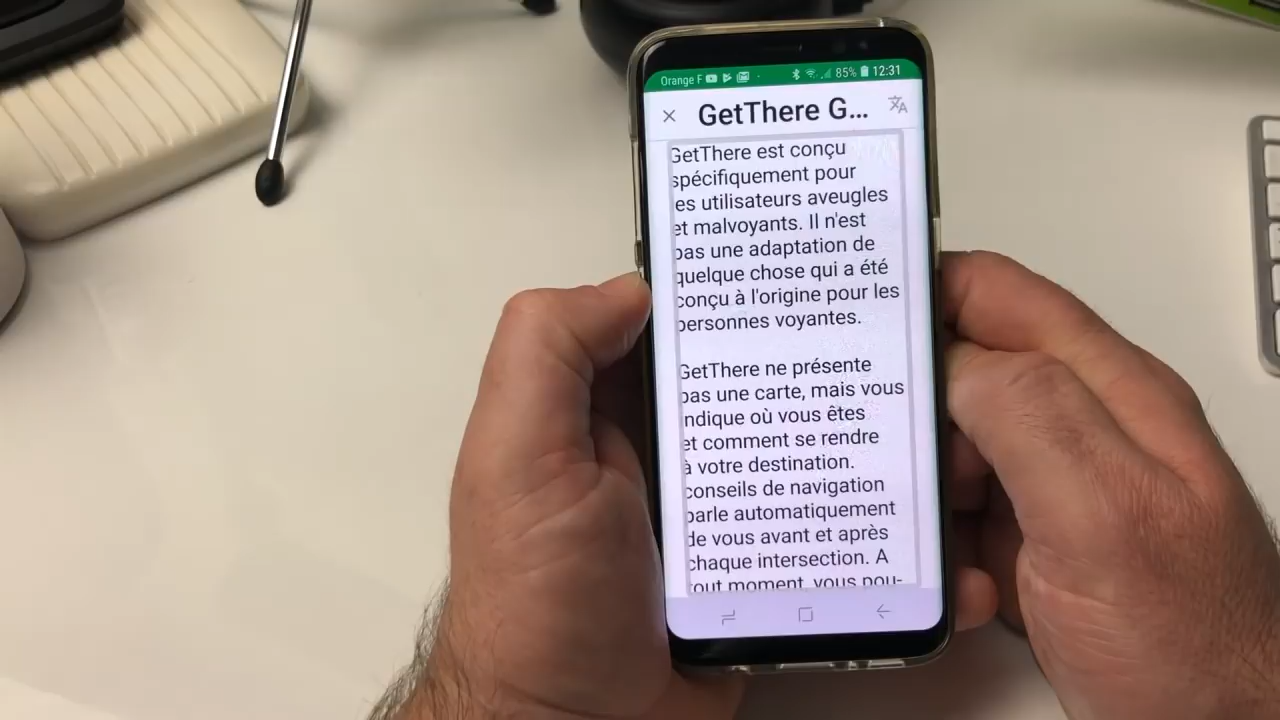 Orange F
85% 12:31
GetThere G...
GetThere est conçu
spécifiquement pour
les utilisateurs aveugles
et malvoyants. Il n'est
pas une adaptation de
quelque chose qui a été
conçu à l'origine pour les
personnes voyantes.
GetThere ne présente
pas une carte, mais vous
indique où vous êtes
et comment se rendre
à votre destination.
conseils de navigation
parle automatiquement
de vous avant et après
chaque intersection. A
tout moment, vous pou-